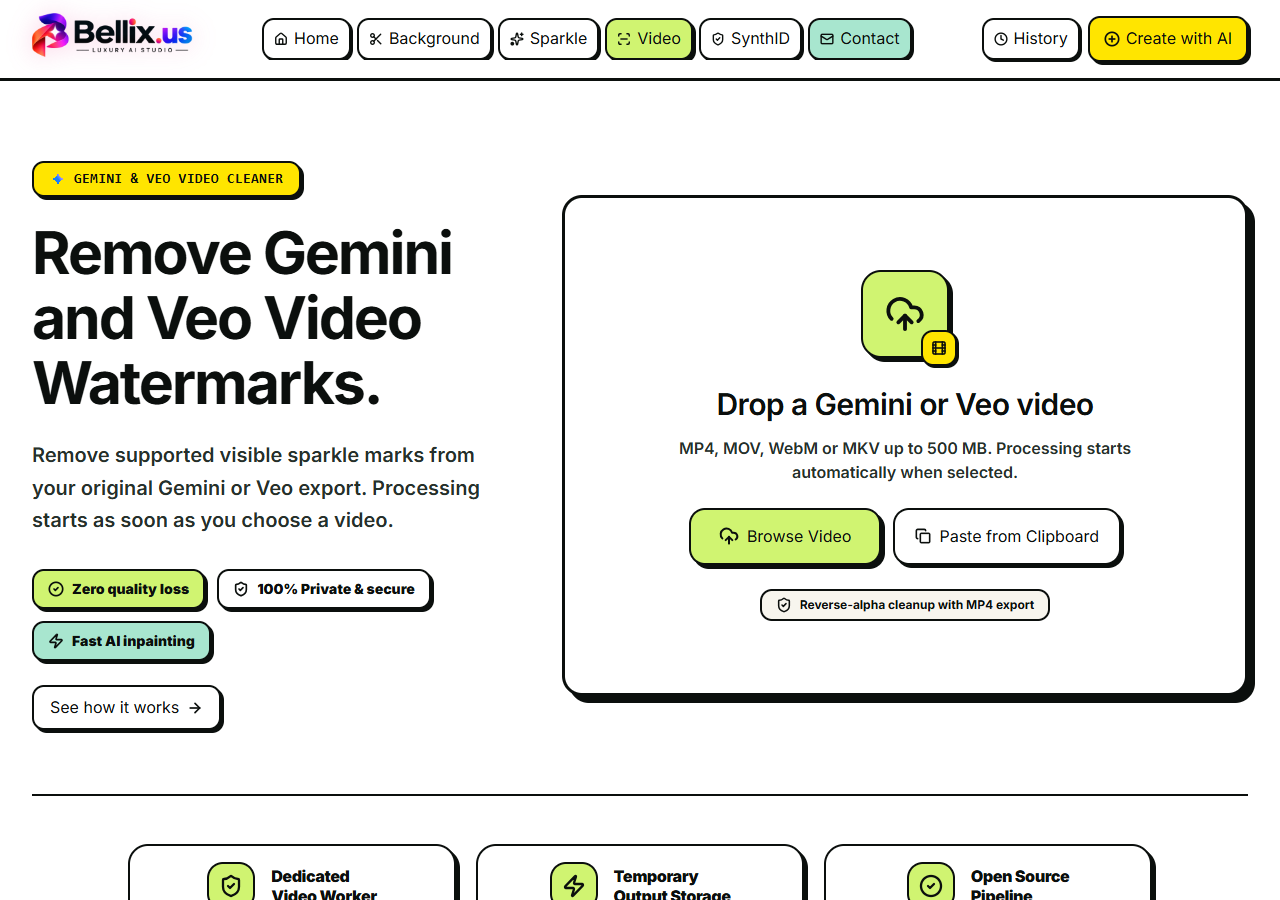 Bellix.us
LUXURY AI STUDIO
Home
Background
Sparkle
Video
SynthID
Contact
History
Create with AI
GEMINI & VEO VIDEO CLEANER
Remove Gemini
and Veo Video
Watermarks.
Remove supported visible sparkle marks from
your original Gemini or Veo export. Processing
starts as soon as you choose a video.
Zero quality loss
100% Private & secure
Fast AI inpainting
See how it works
Drop a Gemini or Veo video
MP4, MOV, WebM or MKV up to 500 MB. Processing starts
automatically when selected.
Browse Video
Paste from Clipboard
Reverse-alpha cleanup with MP4 export
Dedicated
Video Worker
Temporary
Output Storage
Open Source
Pipeline